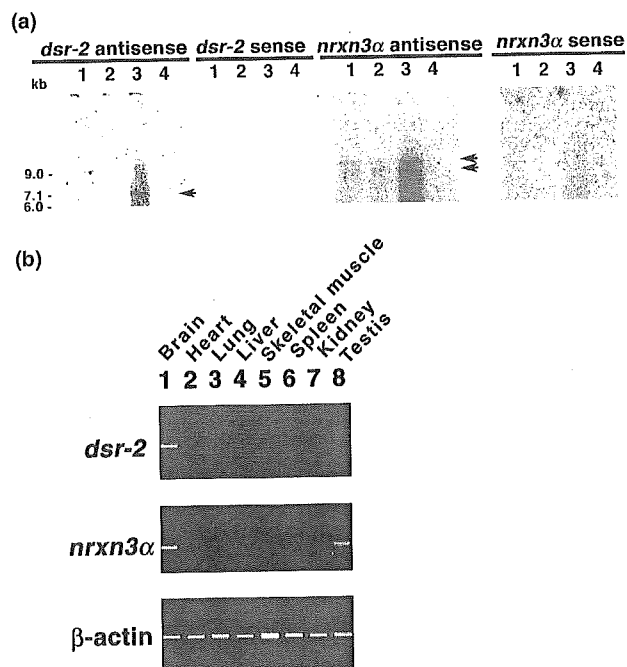 (a)
dsr-2 antisense dsr-2 sense nrxn3α antisense nrxn3α sense
1 2 3 4 1 2 3 4 1 2 3 4 1 2 3 4
kb
9.0 -
7.1 -
6.0 -
(b)
Brain Heart Lung Liver Skeletal muscle Spleen Kidney Testis
1 2 3 4 5 6 7 8
dsr-2
nrxn3α
β-actin